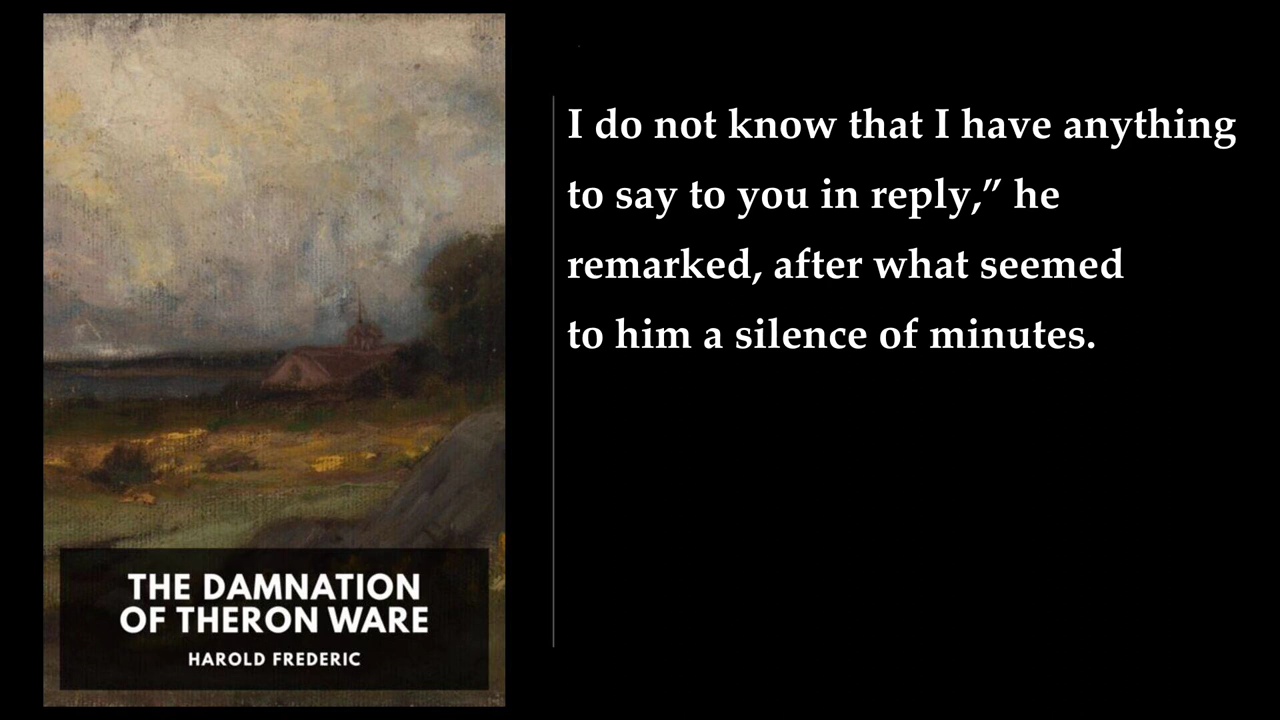 I do not know that I have anything
to say to you in reply,” he
remarked, after what seemed
to him a silence of minutes.
THE DAMNATION
OF THERON WARE
HAROLD FREDERIC